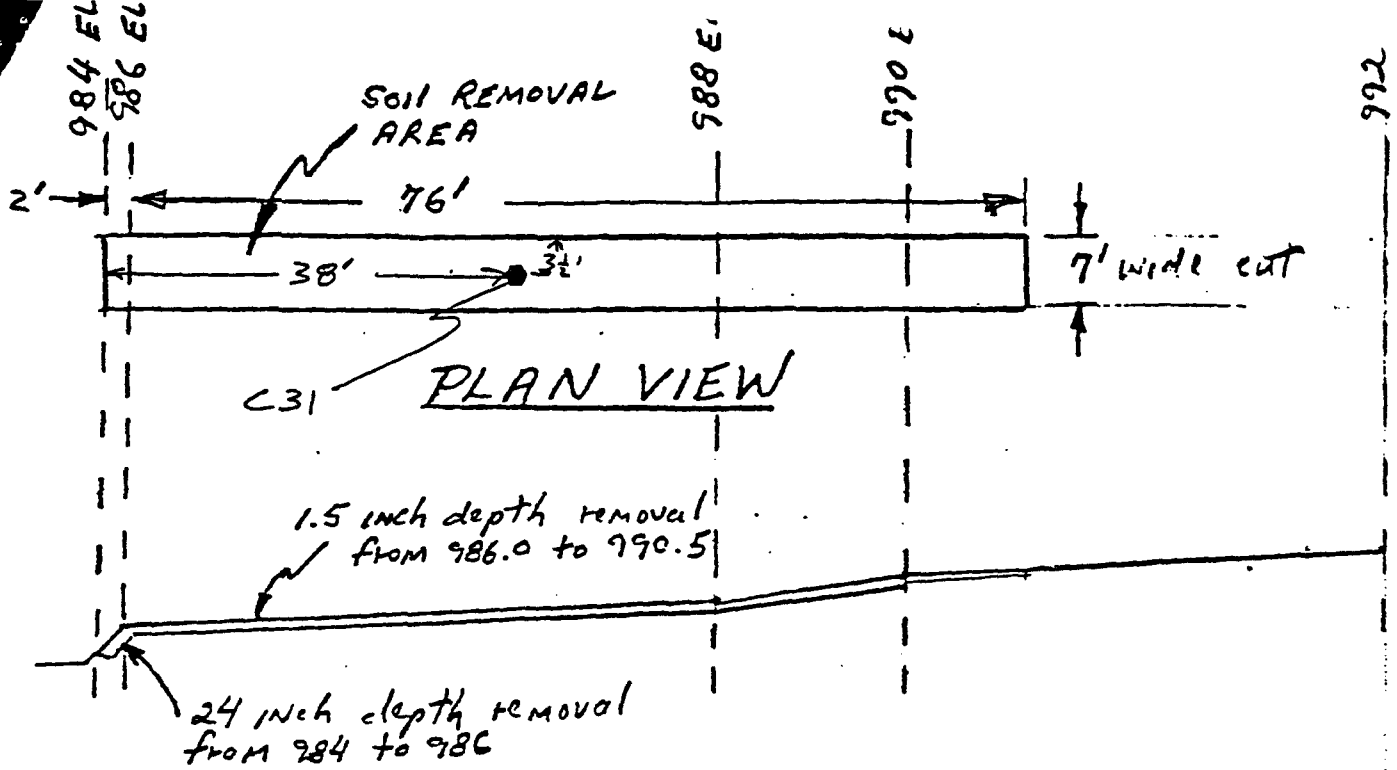 984 EL
986 EL
988 E
990 E
992
SOIL REMOVAL
AREA
2'
76'
38'
3½'
7' wide cut
C31
PLAN VIEW
1.5 inch depth removal
from 986.0 to 990.5
24 inch depth removal
from 984 to 986